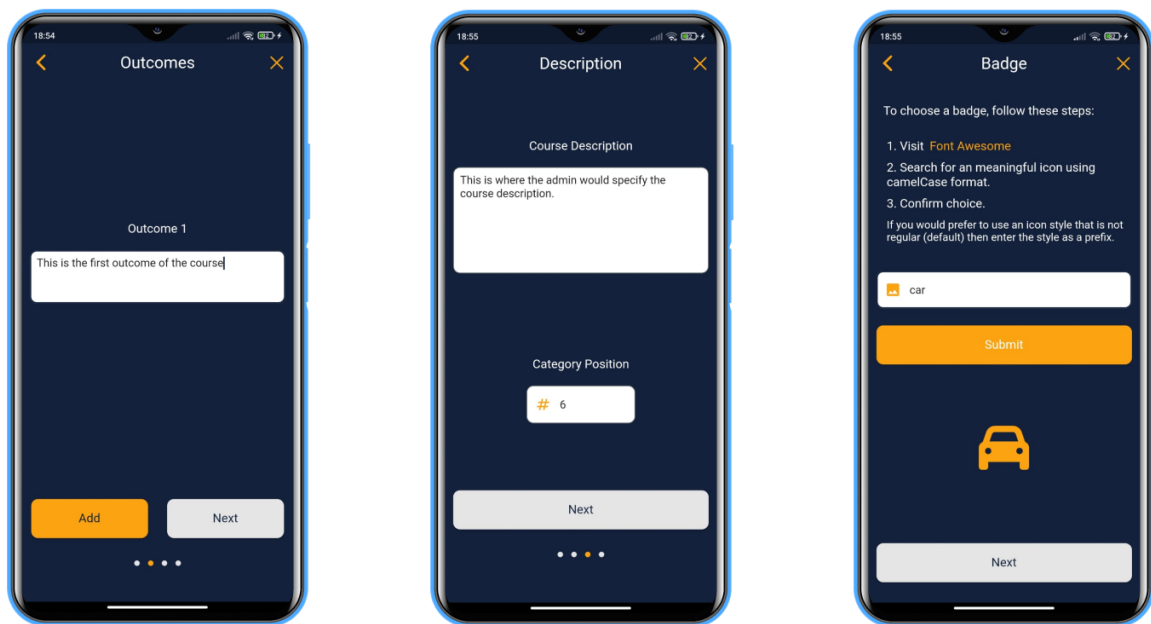 18:54
Outcomes
Outcome 1
This is the first outcome of the course
Add
Next
18:55
Description
Course Description
This is where the admin would specify the
course description.
Category Position
# 6
Next
18:55
Badge
To choose a badge, follow these steps:
1. Visit Font Awesome
2. Search for an meaningful icon using
camelCase format.
3. Confirm choice.
If you would prefer to use an icon style that is not
regular (default) then enter the style as a prefix.
car
Submit
Next